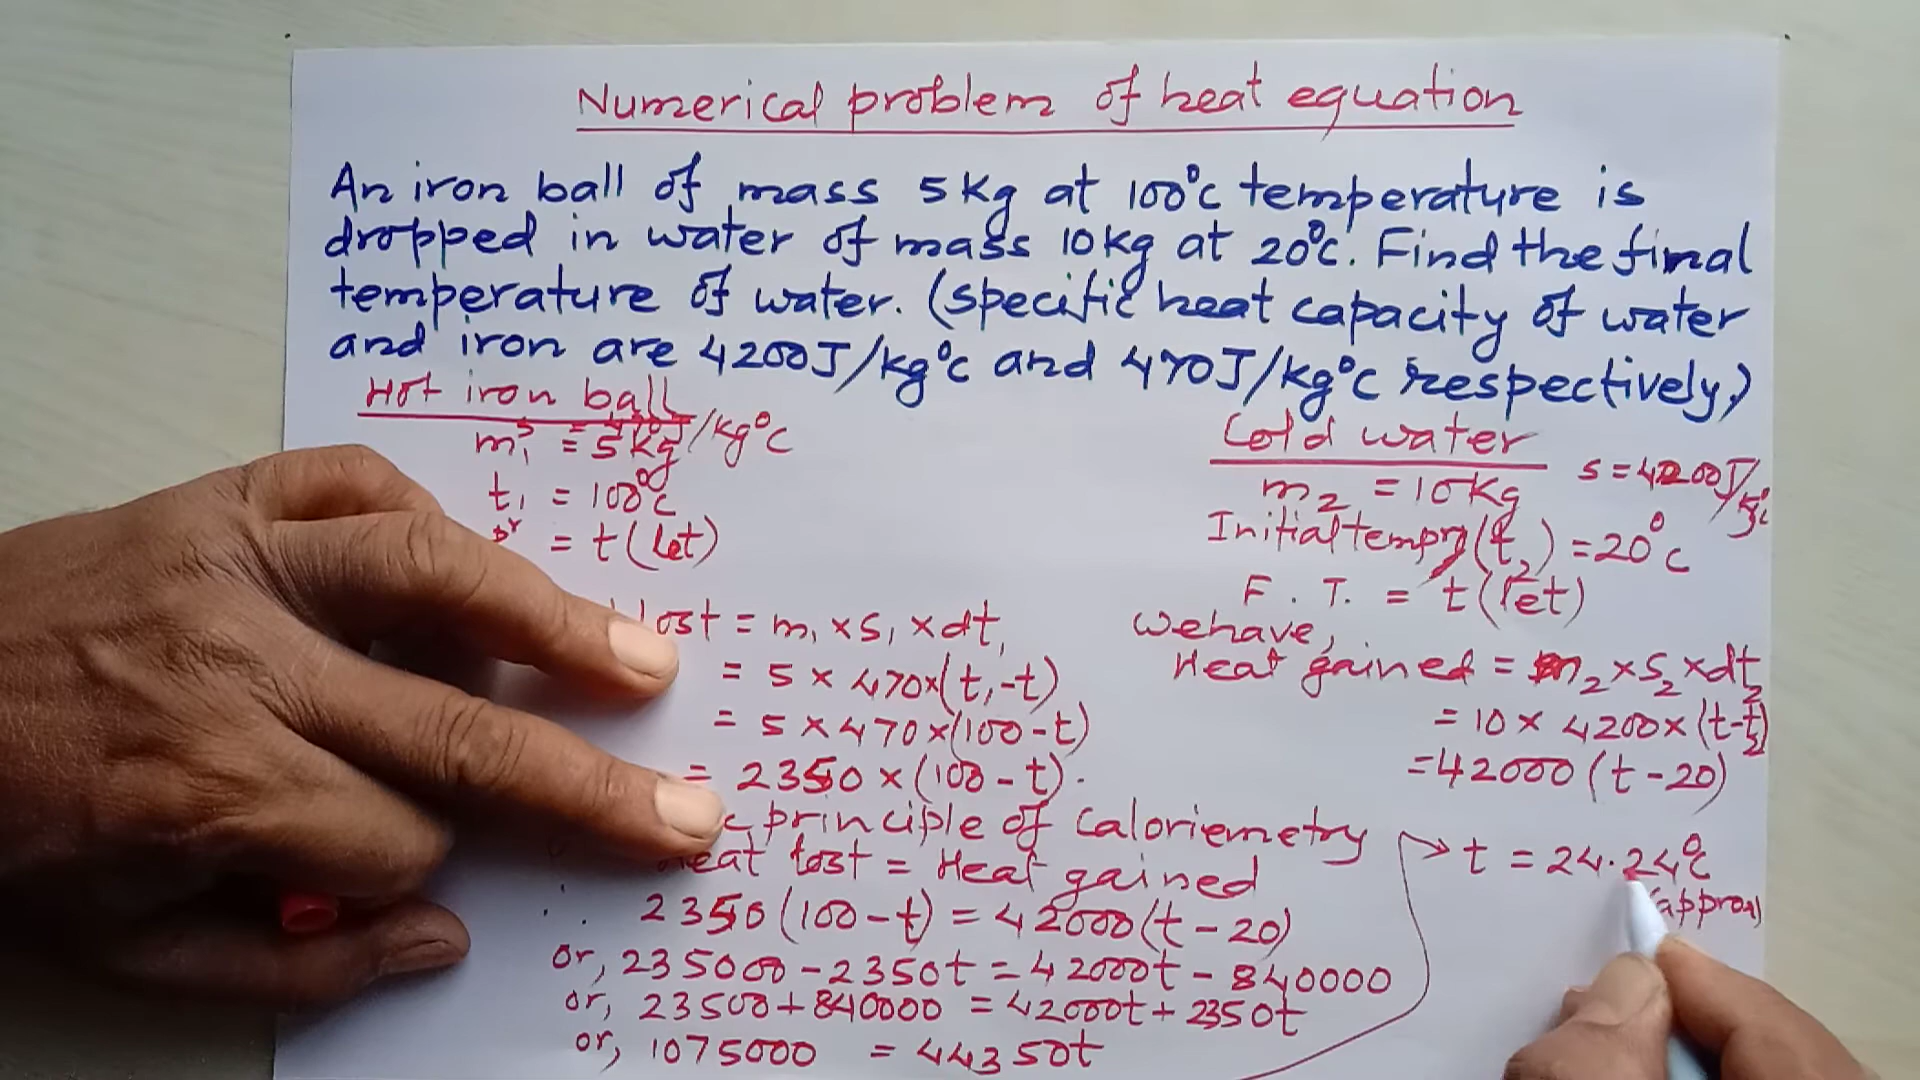 Numerical problem of heat equation
An iron ball of mass 5kg at 100°c temperature is
dropped in water of mass 10kg at 20°c. Find the final
temperature of water. (specific heat capacity of water
and iron are 4200J/kg°c and 470J/kg°c respectively,)
Hot iron ball
m₁ = 5kg /kg°c
t₁ = 100°c
= t (let)
lost = m₁ × s₁ × dt,
= 5 × 470×(t₁-t)
= 5 × 470 ×(100 - t)
= 2350 × (100 - t).
principle of caloriemetry
Heat lost = Heat gained
∴ 2350 (100 - t) = 42000 (t - 20)
or, 235000 - 2350t = 42000t - 840000
or, 23500 + 840000 = 42000t + 2350t
or, 1075000 = 44350t
Cold water
s = 4200J/kg°c
m₂ = 10kg
Initial tempr (t₂) = 20°c
F. T. = t (let)
we have,
Heat gained = m₂ × s₂ × dt₂
= 10 × 4200 × (t-t₂)
= 42000 (t - 20)
→ t = 24.24°c
(approx)